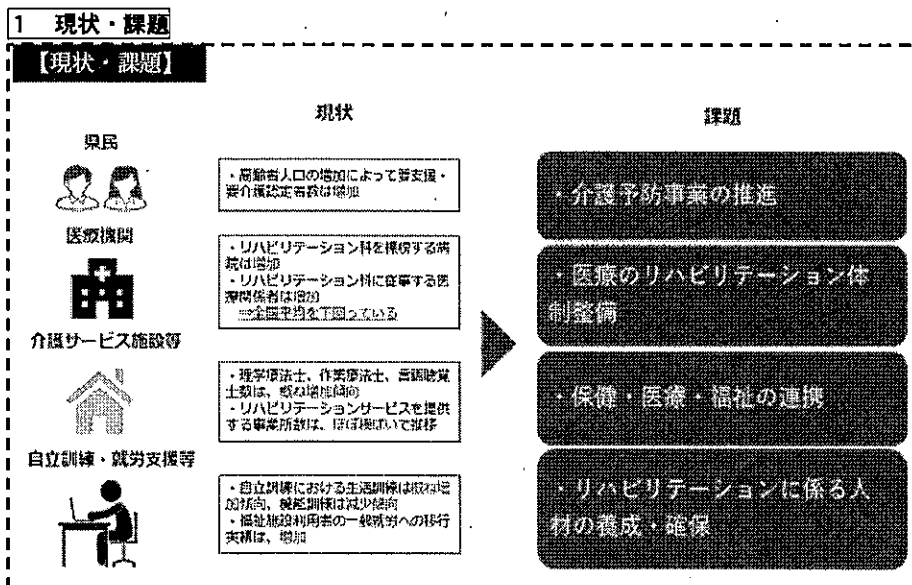 1 現状・課題
【現状・課題】
現状
課題
県民
・高齢者人口の増加によって要支援・
要介護認定者数は増加
・介護予防事業の推進
医療機関
・リハビリテーション科を標榜する病
院は増加
・リハビリテーション科に従事する医
療関係者は増加
⇒全国平均を下回っている
・医療のリハビリテーション体
制整備
介護サービス施設等
・理学療法士、作業療法士、言語聴覚
士数は、概ね増加傾向
・リハビリテーションサービスを提供
する事業所数は、ほぼ横ばいで推移
・保健・医療・福祉の連携
自立訓練・就労支援等
・自立訓練における生活訓練は概ね増
加傾向、機能訓練は減少傾向
・福祉施設利用者の一般就労への移行
実績は、増加
・リハビリテーションに係る人
材の養成・確保